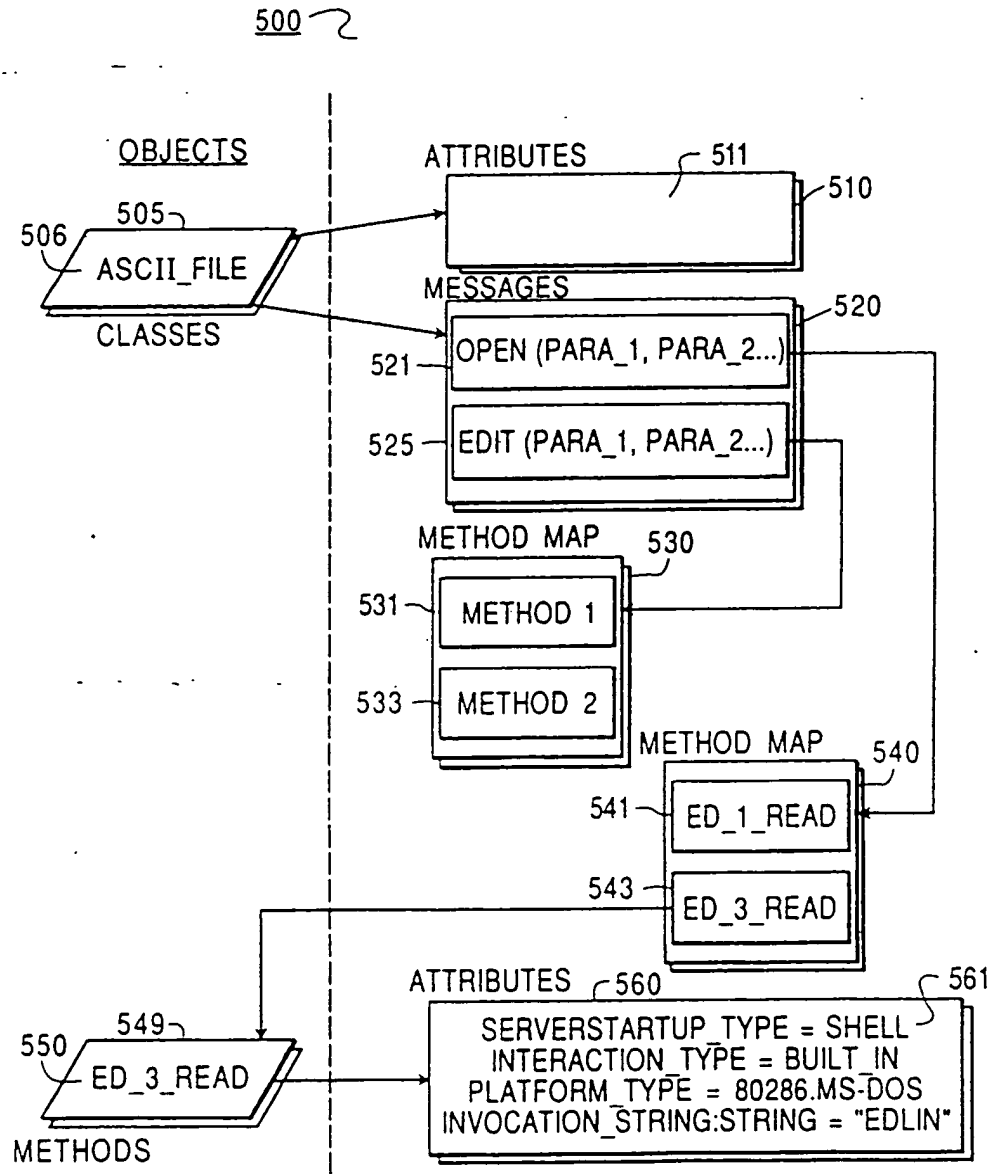 500
OBJECTS
ATTRIBUTES
511
510
505
506
ASCII_FILE
CLASSES
MESSAGES
520
OPEN (PARA_1, PARA_2...)
521
525
EDIT (PARA_1, PARA_2...)
METHOD MAP
530
531
METHOD 1
533
METHOD 2
METHOD MAP
540
541
ED_1_READ
543
ED_3_READ
ATTRIBUTES
560
561
549
550
ED_3_READ
METHODS
SERVERSTARTUP_TYPE = SHELL
INTERACTION_TYPE = BUILT_IN
PLATFORM_TYPE = 80286.MS-DOS
INVOCATION_STRING:STRING = "EDLIN"